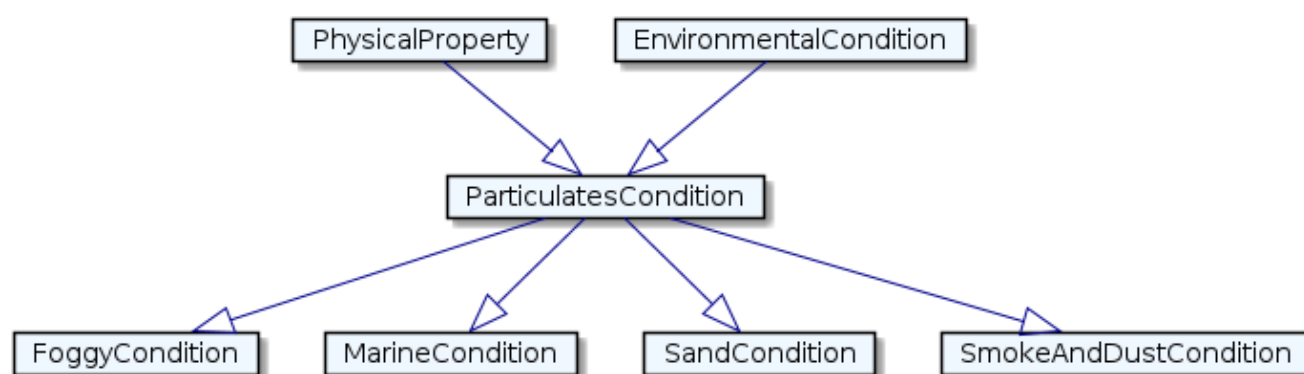 PhysicalProperty
EnvironmentalCondition
ParticulatesCondition
FoggyCondition
MarineCondition
SandCondition
SmokeAndDustCondition